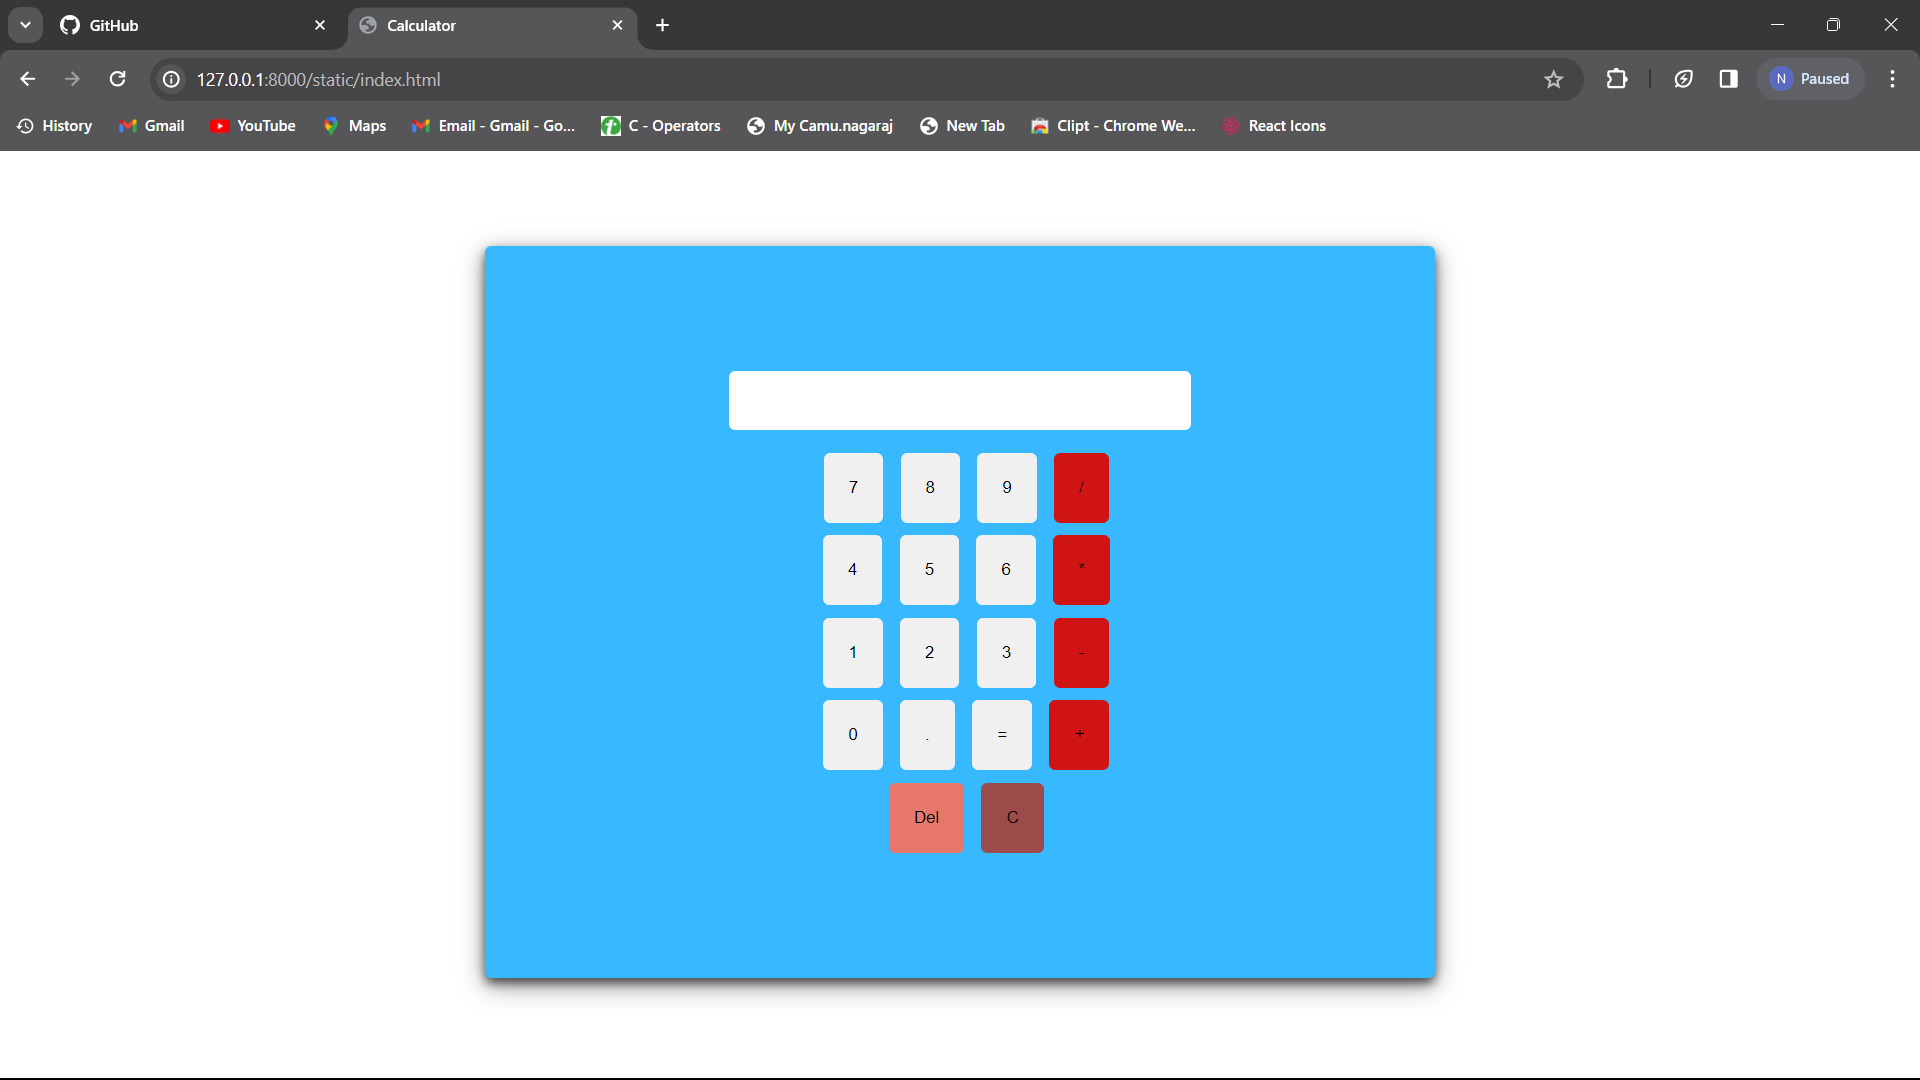 GitHub Calculator
127.0.0.1:8000/static/index.html N Paused
History Gmail YouTube Maps Email - Gmail - Go... C - Operators My Camu.nagaraj New Tab Clipt - Chrome We... React Icons
7 8 9 /
4 5 6 *
1 2 3 -
0 . = +
Del C